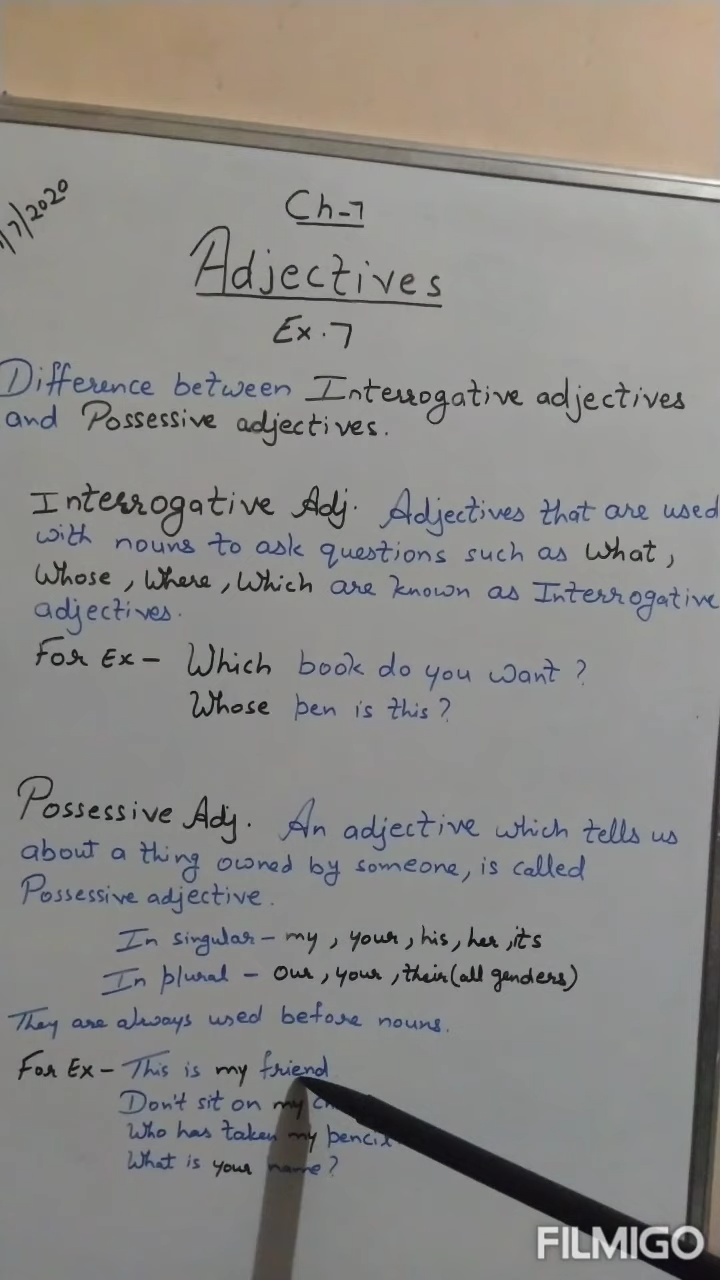 /7/2020
Ch-7
Adjectives
Ex.7
Difference between Interrogative adjectives
and Possessive adjectives.
Interrogative Adj. Adjectives that are used
with nouns to ask questions such as what,
Whose, Where, Which are known as Interrogative
adjectives.
For Ex- Which book do you want?
Whose pen is this?
Possessive Adj. An adjective which tells us
about a thing owned by someone, is called
Possessive adjective.
In singular - my, your, his, her, its
In plural - Our, your, their (all genders)
They are always used before nouns.
For Ex- This is my friend
Don't sit on my
Who has taken my pencil
What is your name?
FILMIGO